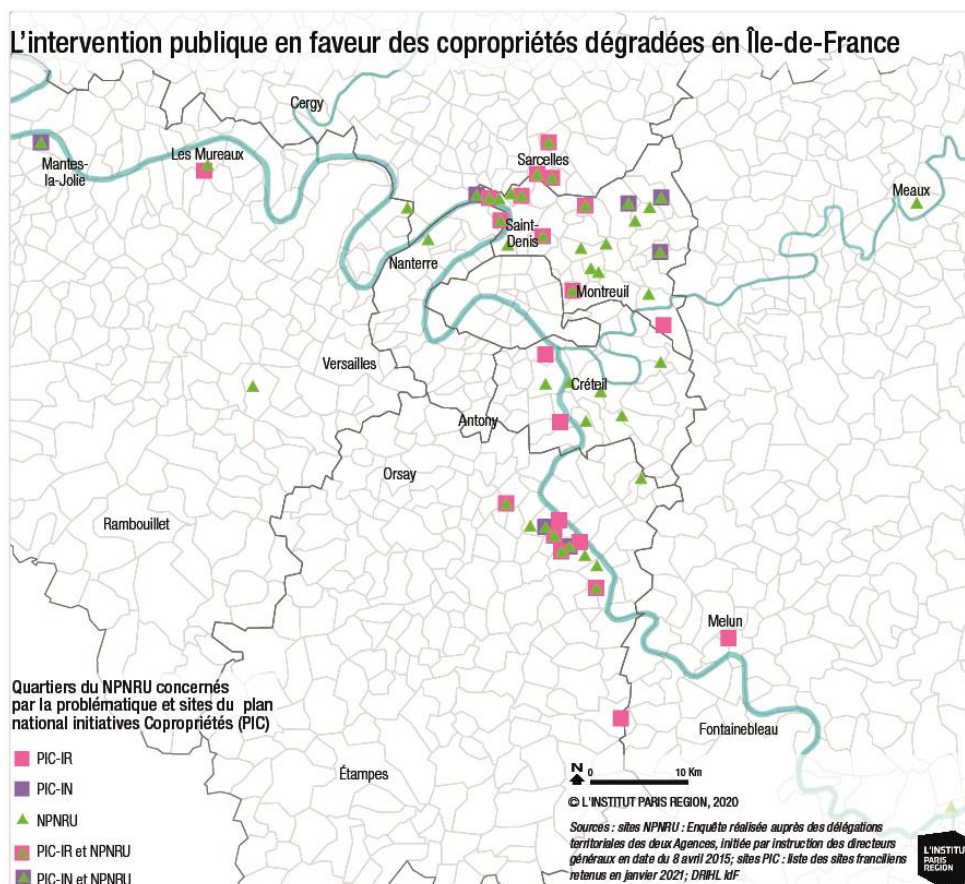 L'intervention publique en faveur des copropriétés dégradées en Île-de-France
Cergy
Mantes-
la-Jolie
Les Mureaux
Sarcelles
Meaux
Saint-
Denis
Nanterre
Montreuil
Versailles
Créteil
Antony
Orsay
Rambouillet
Melun
Fontainebleau
Étampes
Quartiers du NPNRU concernés
par la problématique et sites du plan
national initiatives Copropriétés (PIC)
PIC-IR
PIC-IN
NPNRU
PIC-IR et NPNRU
PIC-IN et NPNRU
N 0 10 Km
© L'INSTITUT PARIS REGION, 2020
Sources : sites NPNRU : Enquête réalisée auprès des délégations
territoriales des deux Agences, initiée par instruction des directeurs
généraux en date du 8 avril 2015; sites PIC : liste des sites franciliens
retenus en janvier 2021; DRIHL IdF
L'INSTITUT
PARIS
REGION